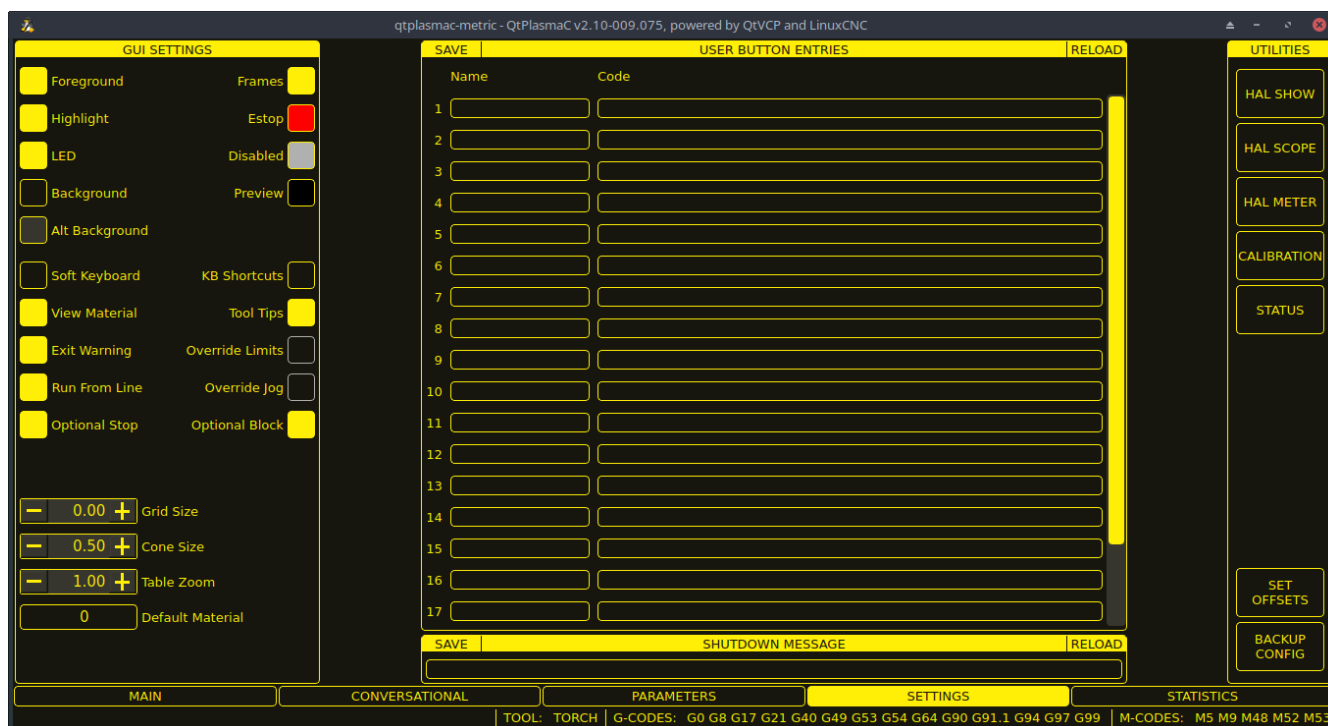 qtplasmac-metric - QtPlasmaC v2.10-009.075, powered by QtVCP and LinuxCNC
GUI SETTINGS
Foreground Frames
Highlight Estop
LED Disabled
Background Preview
Alt Background
Soft Keyboard KB Shortcuts
View Material Tool Tips
Exit Warning Override Limits
Run From Line Override Jog
Optional Stop Optional Block
0.00 Grid Size
0.50 Cone Size
1.00 Table Zoom
0 Default Material
SAVE USER BUTTON ENTRIES RELOAD
Name Code
1
2
3
4
5
6
7
8
9
10
11
12
13
14
15
16
17
SAVE SHUTDOWN MESSAGE RELOAD
UTILITIES
HAL SHOW
HAL SCOPE
HAL METER
CALIBRATION
STATUS
SET
OFFSETS
BACKUP
CONFIG
MAIN CONVERSATIONAL PARAMETERS SETTINGS STATISTICS
TOOL: TORCH G-CODES: G0 G8 G17 G21 G40 G49 G53 G54 G64 G90 G91.1 G94 G97 G99 M-CODES: M5 M9 M48 M52 M53